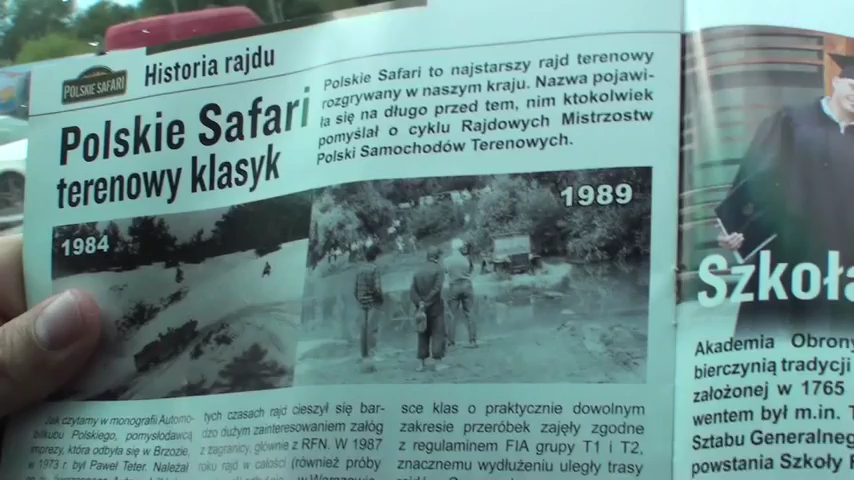 POLSKIE SAFARI
Historia rajdu
Polskie Safari
terenowy klasyk
Polskie Safari to najstarszy rajd terenowy
rozgrywany w naszym kraju. Nazwa pojawi-
ła się na długo przed tem, nim ktokolwiek
pomyślał o cyklu Rajdowych Mistrzostw
Polski Samochodów Terenowych.
1984
1989
Jak czytamy w monografii Automo-
bilklubu Polskiego, pomysłodawcą
imprezy, która odbyła się w Brzozie,
w 1973 r. był Paweł Teter. Należał
tych czasach rajd cieszył się bar-
dzo dużym zainteresowaniem załóg
z zagranicy, głównie z RFN. W 1987
roku rajd w całości (również próby
w Warszawie
sce klas o praktycznie dowolnym
zakresie przeróbek zajęły zgodne
z regulaminem FIA grupy T1 i T2,
znacznemu wydłużeniu uległy trasy
Szkoła
Akademia Obrony
bierczynią tradycji
założonej w 1765
wentem był m.in. T
Sztabu Generalneg
powstania Szkoły R